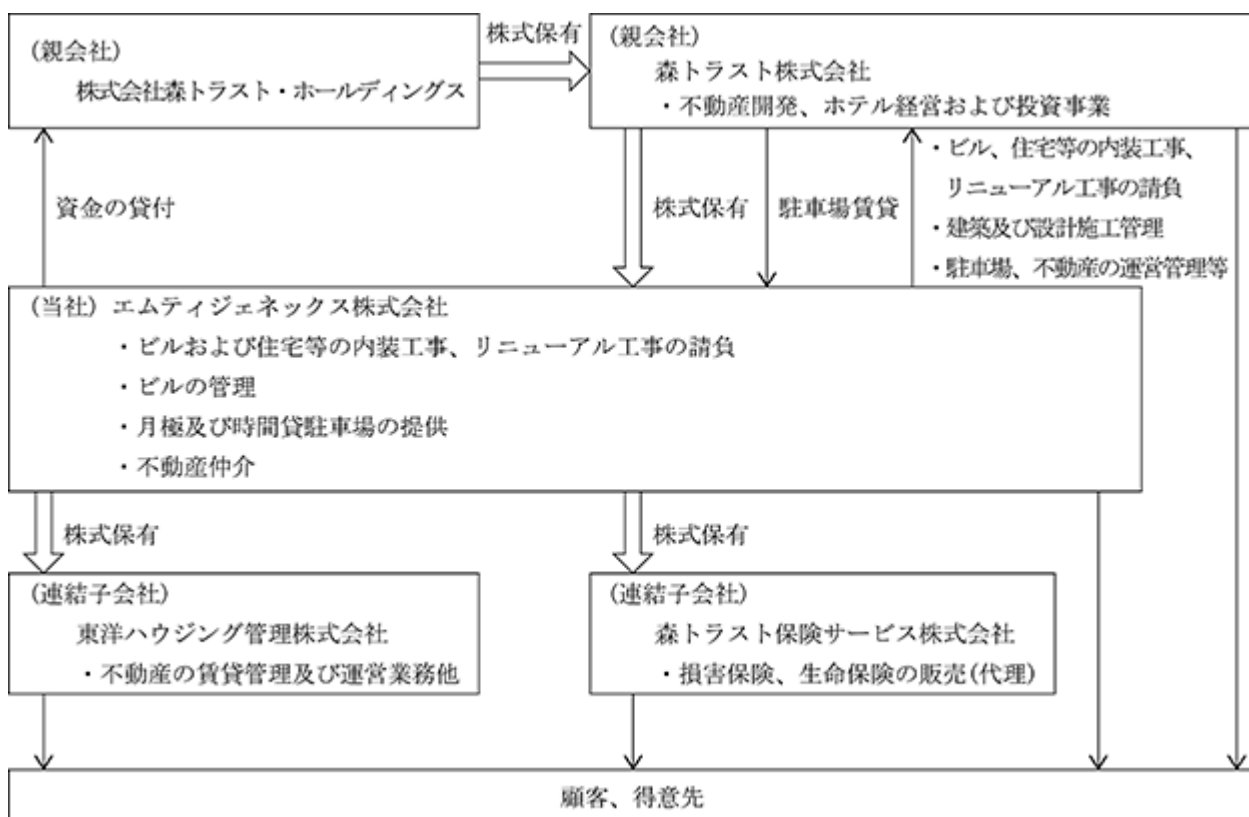 (親会社)
株式会社森トラスト・ホールディングス
株式保有
(親会社)
森トラスト株式会社
・不動産開発、ホテル経営および投資事業
資金の貸付
株式保有
駐車場賃貸
・ビル、住宅等の内装工事、
リニューアル工事の請負
・建築及び設計施工管理
・駐車場、不動産の運営管理等
(当社) エムティジェネックス株式会社
・ビルおよび住宅等の内装工事、リニューアル工事の請負
・ビルの管理
・月極及び時間貸駐車場の提供
・不動産仲介
株式保有
株式保有
(連結子会社)
東洋ハウジング管理株式会社
・不動産の賃貸管理及び運営業務他
(連結子会社)
森トラスト保険サービス株式会社
・損害保険、生命保険の販売(代理)
顧客、得意先